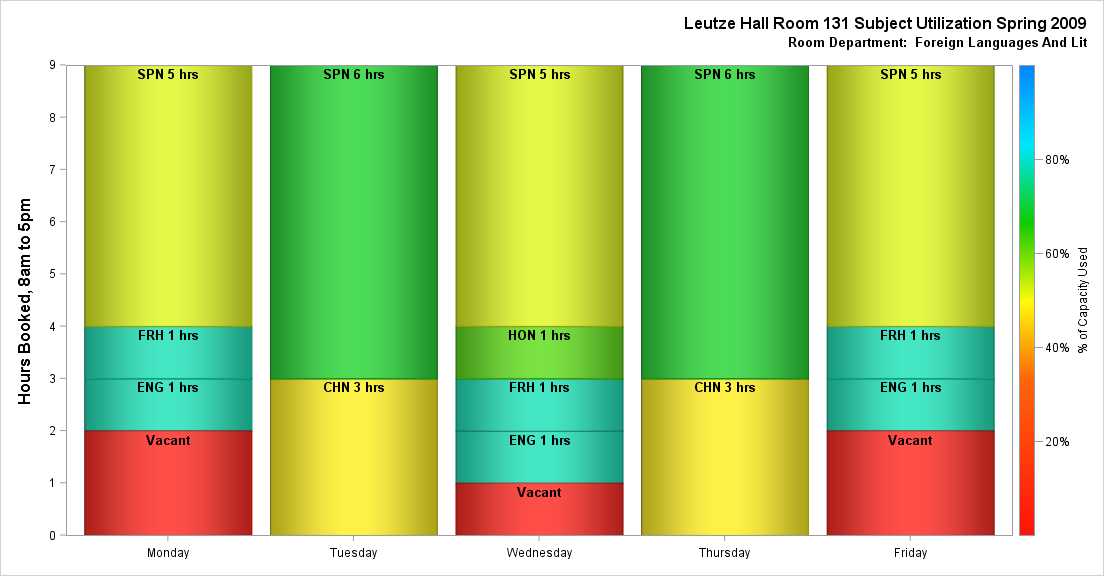 Leutze Hall Room 131 Subject Utilization Spring 2009
Room Department:  Foreign Languages And Lit
Hours Booked, 8am to 5pm
9
8
7
6
5
4
3
2
1
0
SPN 5 hrs
FRH 1 hrs
ENG 1 hrs
Vacant
SPN 6 hrs
CHN 3 hrs
SPN 5 hrs
HON 1 hrs
FRH 1 hrs
ENG 1 hrs
Vacant
SPN 6 hrs
CHN 3 hrs
SPN 5 hrs
FRH 1 hrs
ENG 1 hrs
Vacant
Monday
Tuesday
Wednesday
Thursday
Friday
80%
60%
40%
20%
% of Capacity Used